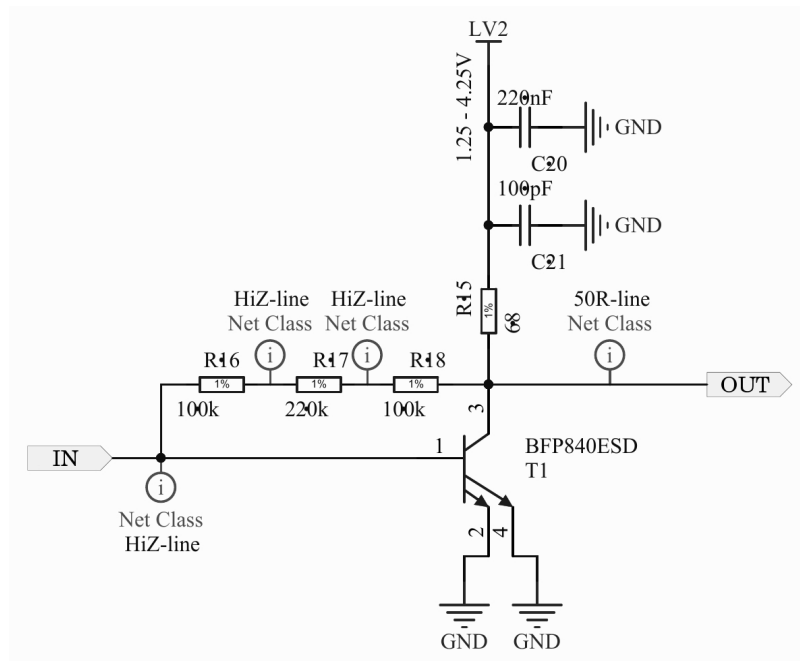 LV2
1.25 - 4.25V
220nF
GND
C20
100pF
GND
C21
R15
1%
68
HiZ-line
Net Class
i
HiZ-line
Net Class
i
50R-line
Net Class
i
R16
1%
100k
R17
1%
220k
R18
1%
100k
OUT
3
IN
1
BFP840ESD
T1
i
Net Class
HiZ-line
2
4
GND
GND